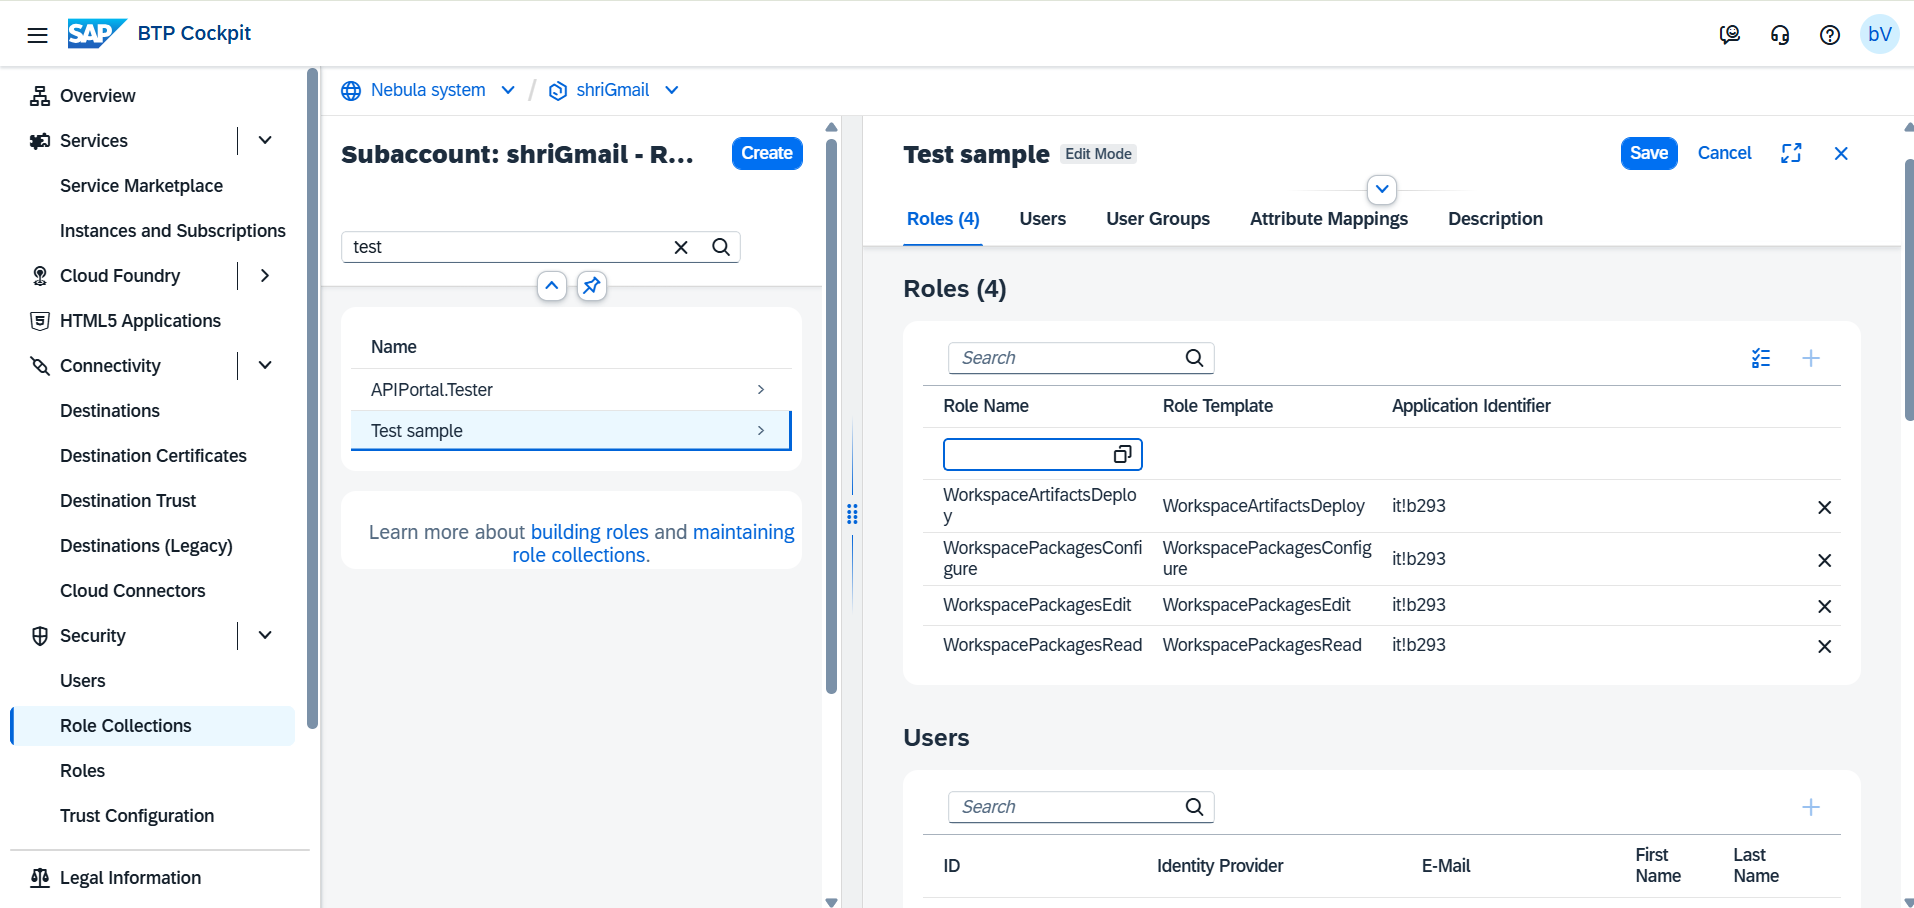 SAP BTP Cockpit
bV
Overview
Services
Service Marketplace
Instances and Subscriptions
Cloud Foundry
HTML5 Applications
Connectivity
Destinations
Destination Certificates
Destination Trust
Destinations (Legacy)
Cloud Connectors
Security
Users
Role Collections
Roles
Trust Configuration
Legal Information
Nebula system / shriGmail
Subaccount: shriGmail - R...
Create
test
Name
APIPortal.Tester
Test sample
Learn more about building roles and maintaining
role collections.
Test sample Edit Mode
Save Cancel
Roles (4) Users User Groups Attribute Mappings Description
Roles (4)
Search
Role Name Role Template Application Identifier
WorkspaceArtifactsDeplo
y
WorkspaceArtifactsDeploy it!b293
WorkspacePackagesConfi
gure
WorkspacePackagesConfig
ure
it!b293
WorkspacePackagesEdit WorkspacePackagesEdit it!b293
WorkspacePackagesRead WorkspacePackagesRead it!b293
Users
Search
ID Identity Provider E-Mail
First
Name
Last
Name